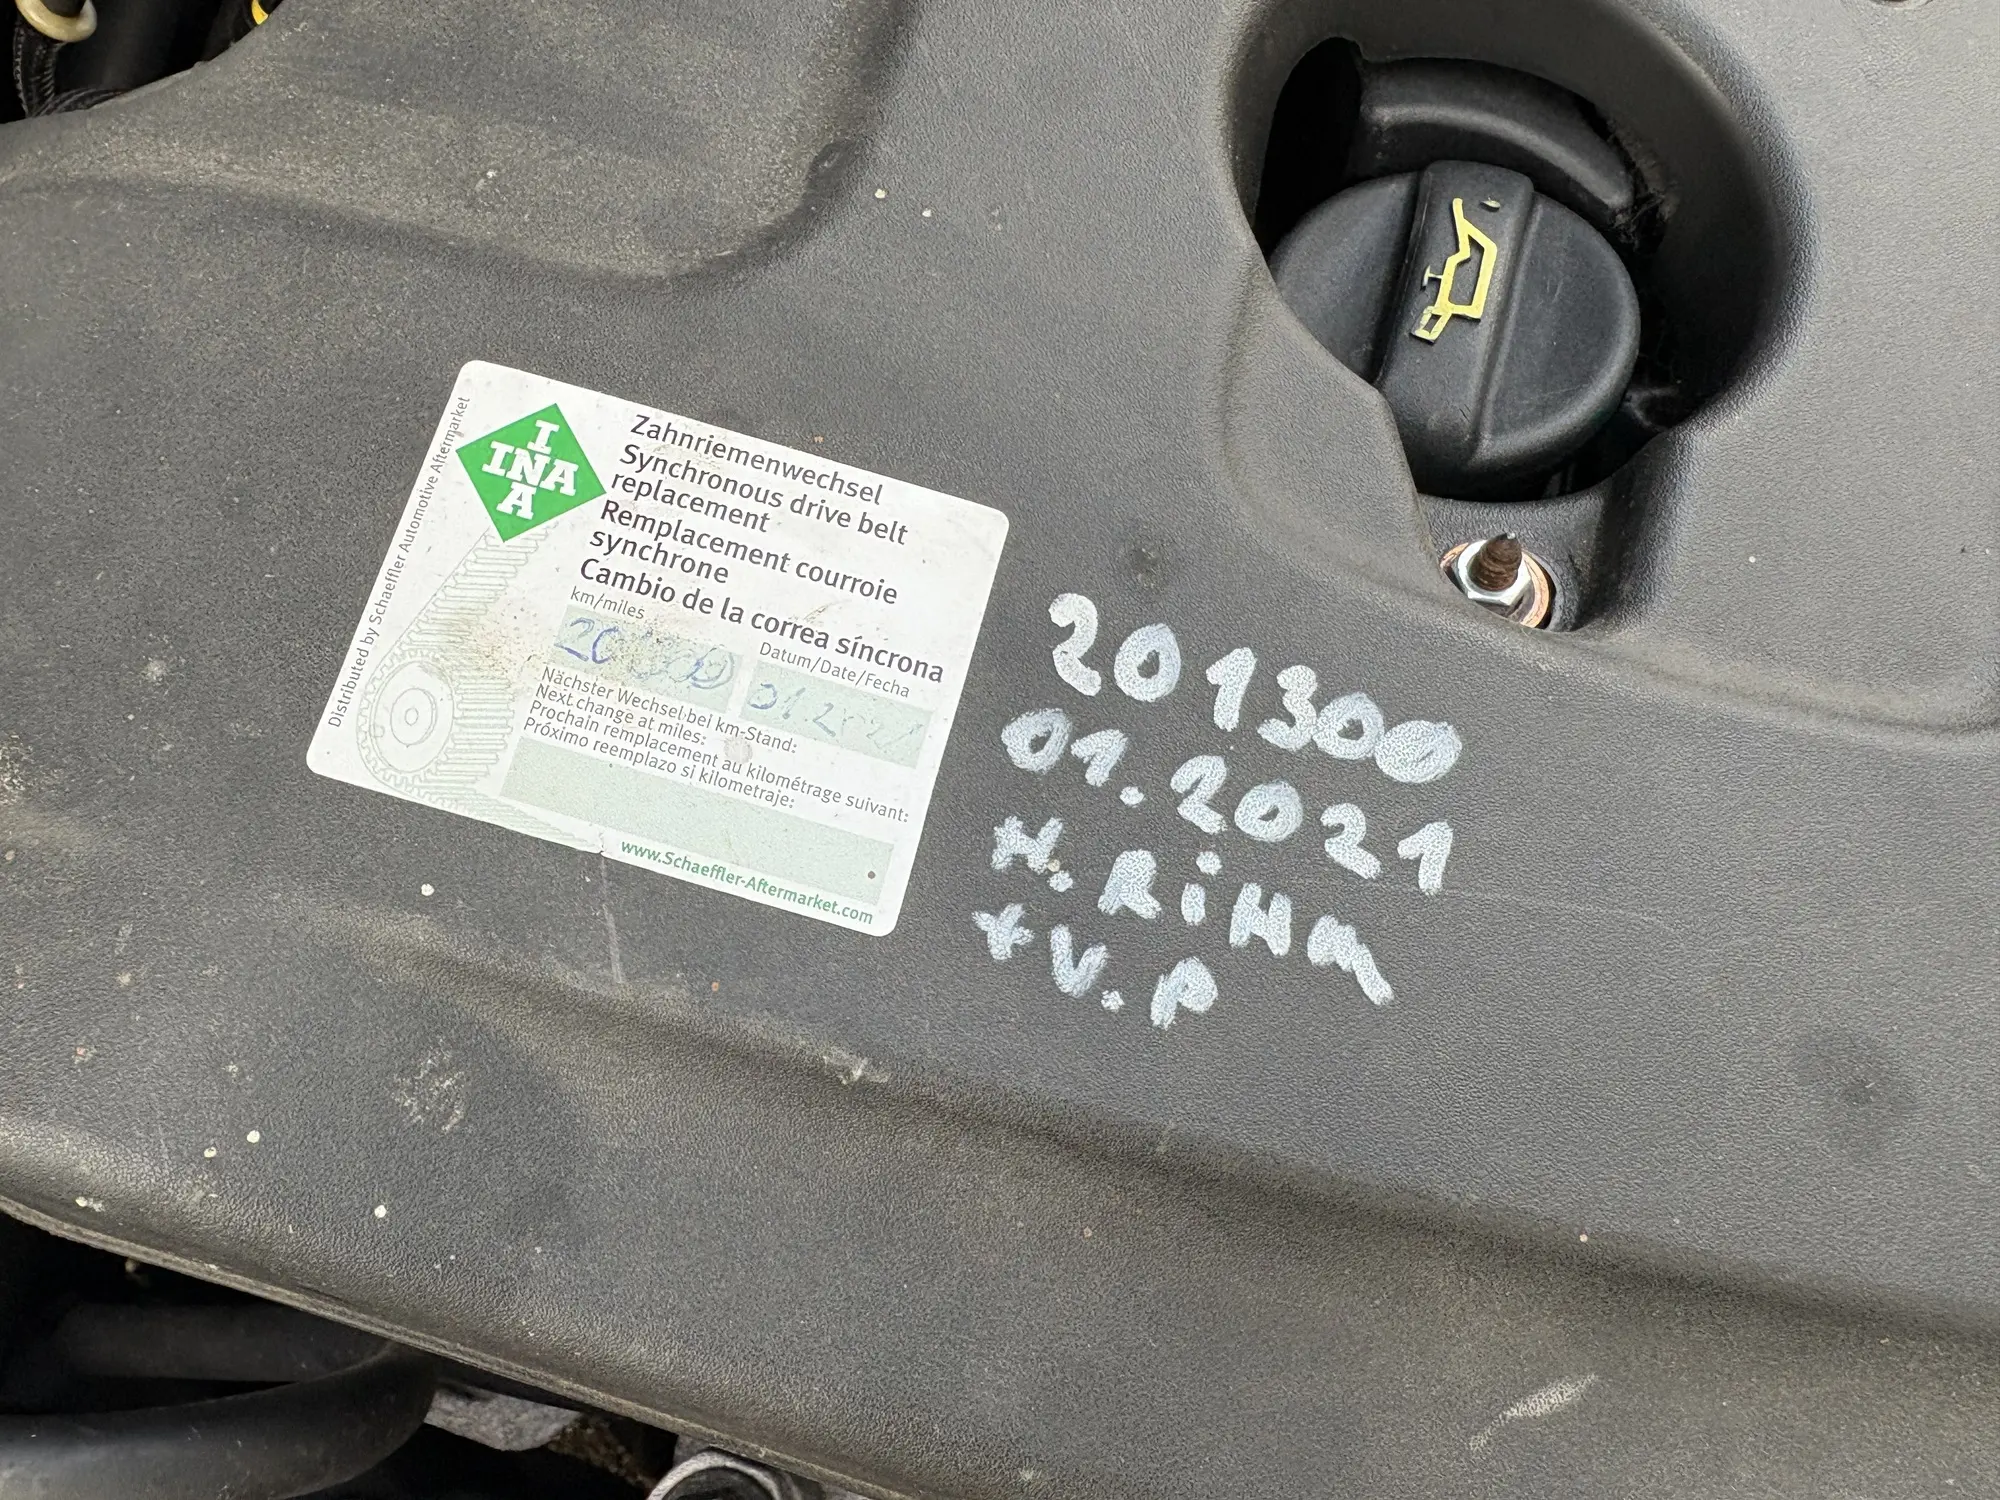 Distributed by Schaeffler Automotive Aftermarket
I
INA
A
Zahnriemenwechsel
Synchronous drive belt
replacement
Remplacement courroie
synchrone
Cambio de la correa síncrona
km/miles
Datum/Date/Fecha
01.2021
Nächster Wechsel bei km-Stand:
Next change at miles:
Prochain remplacement au kilométrage suivant:
Próximo reemplazo si kilometraje:
www.Schaeffler-Aftermarket.com
201300
01.2021
+V.P